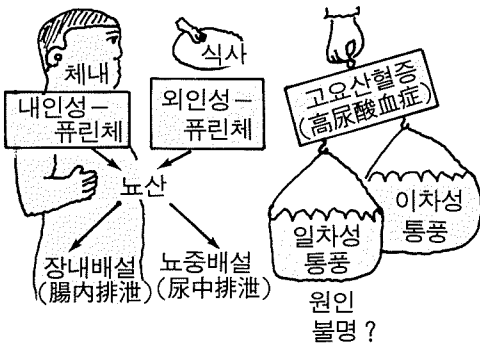 체내
내인성－
퓨린체
식사
외인성－
퓨린체
뇨산
장내배설
(腸內排泄)
뇨중배설
(尿中排泄)
고요산혈증
(高尿酸血症)
일차성
통풍
이차성
통풍
원인
불명 ?